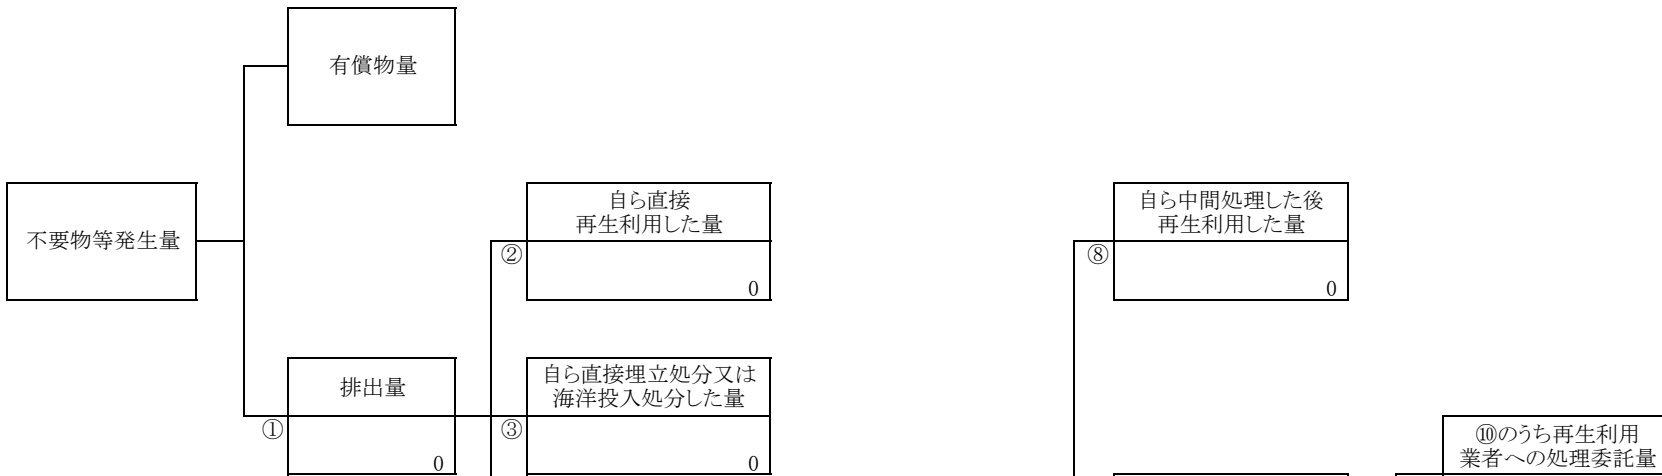 有償物量
不要物等発生量
自ら直接
再生利用した量
②
0
自ら中間処理した後
再生利用した量
⑧
0
排出量
①
0
自ら直接埋立処分又は
海洋投入処分した量
③
0
⑩のうち再生利用
業者への処理委託量